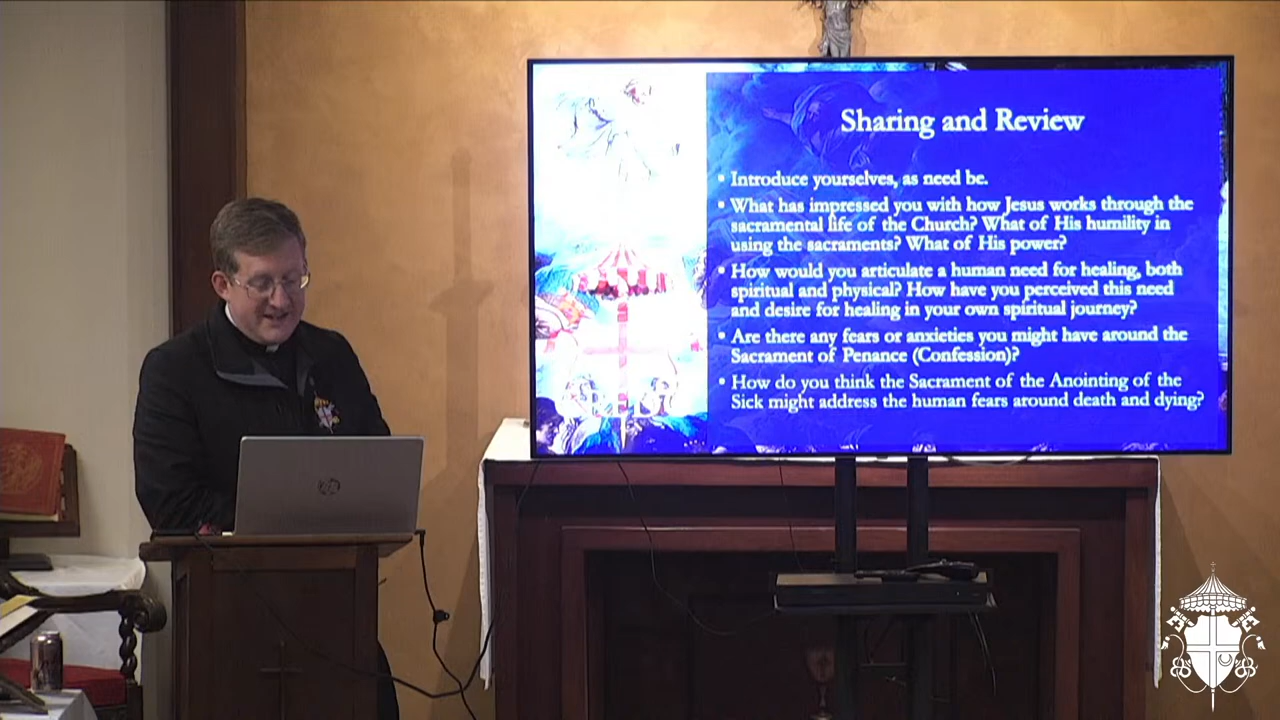 Sharing and Review
▪ Introduce yourselves, as need be.
▪ What has impressed you with how Jesus works through the
sacramental life of the Church? What of His humility in
using the sacraments? What of His power?
▪ How would you articulate a human need for healing, both
spiritual and physical? How have you perceived this need
and desire for healing in your own spiritual journey?
▪ Are there any fears or anxieties you might have around the
Sacrament of Penance (Confession)?
▪ How do you think the Sacrament of the Anointing of the
Sick might address the human fears around death and dying?